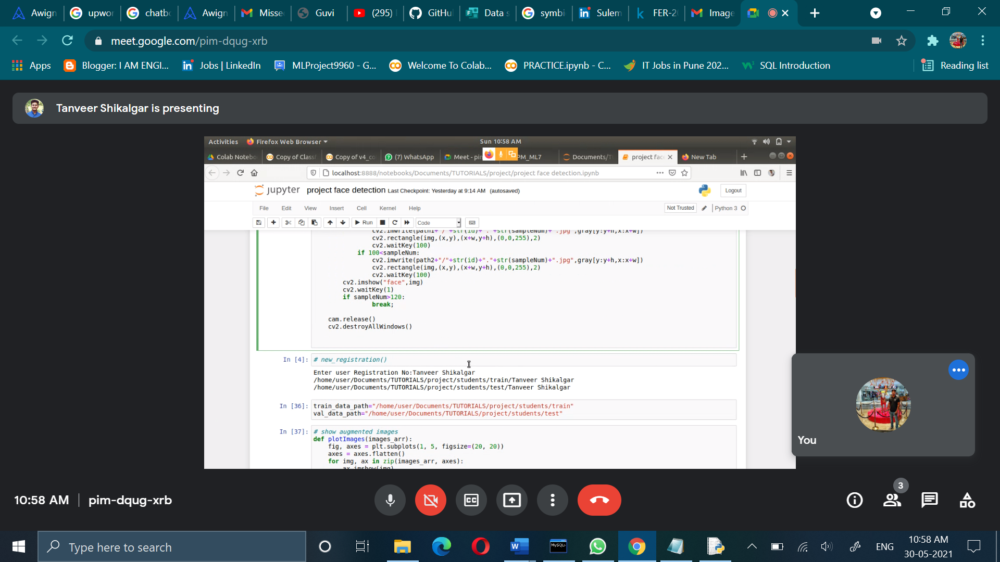 Awign
upwor
chatbo
Awign
Misse
Guvi
(295)
GitHu
Data s
symbi
Sulem
FER-2
Image
meet.google.com/pim-dqug-xrb
Apps
Blogger: I AM ENGI...
Jobs | LinkedIn
MLProject9960 - G...
Welcome To Colab...
PRACTICE.ipynb - C...
IT Jobs in Pune 202...
SQL Introduction
Reading list
Tanveer Shikalgar is presenting
Activities
Firefox Web Browser
Sun 10:58 AM
Colab Notebo
Copy of Classi
Copy of v4_co
(7) WhatsApp
Meet - pi
PM_ML7
Documents/T
project fac
New Tab
localhost:8888/notebooks/Documents/TUTORIALS/project/project face detection.ipynb
jupyter project face detection Last Checkpoint: Yesterday at 9:14 AM (autosaved)
Logout
File Edit View Insert Cell Kernel Help
Not Trusted
Python 3
Run
Code
cv2.imwrite(path1+"/"+str(id)+"."+str(sampleNum)+".jpg",gray[y:y+h,x:x+w])
cv2.rectangle(img,(x,y),(x+w,y+h),(0,0,255),2)
cv2.waitKey(100)
if 100<sampleNum:
cv2.imwrite(path2+"/"+str(id)+"."+str(sampleNum)+".jpg",gray[y:y+h,x:x+w])
cv2.rectangle(img,(x,y),(x+w,y+h),(0,0,255),2)
cv2.waitKey(100)
cv2.imshow("face",img)
cv2.waitKey(1)
if sampleNum>120:
break;
cam.release()
cv2.destroyAllWindows()
In [4]: # new_registration()
Enter user Registration No:Tanveer Shikalgar
/home/user/Documents/TUTORIALS/project/students/train/Tanveer Shikalgar
/home/user/Documents/TUTORIALS/project/students/test/Tanveer Shikalgar
In [36]: train_data_path="/home/user/Documents/TUTORIALS/project/students/train"
val_data_path="/home/user/Documents/TUTORIALS/project/students/test"
In [37]: # show augmented images
def plotImages(images_arr):
fig, axes = plt.subplots(1, 5, figsize=(20, 20))
axes = axes.flatten()
for img, ax in zip(images_arr, axes):
ax.imshow(img)
You
10:58 AM | pim-dqug-xrb
CC
3
Type here to search
W
MySQL
ENG
10:58 AM
30-05-2021